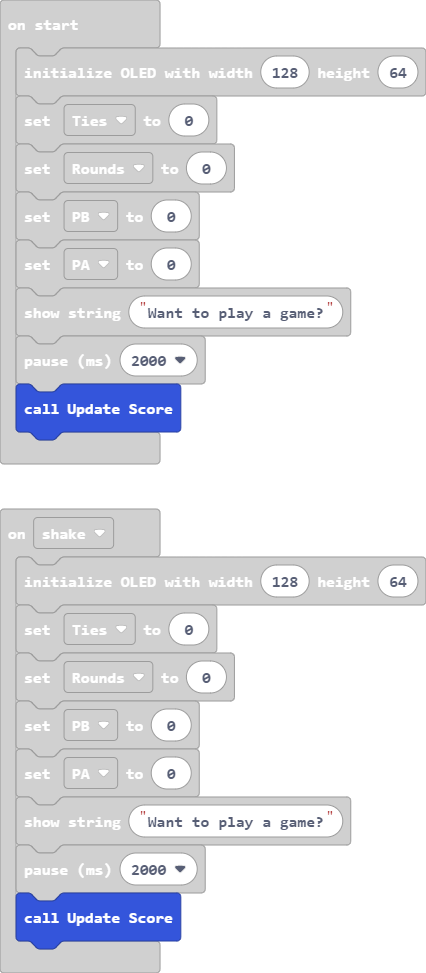 on start
initialize OLED with width 128 height 64
set Ties to 0
set Rounds to 0
set PB to 0
set PA to 0
show string "Want to play a game?"
pause (ms) 2000
call Update Score
on shake
initialize OLED with width 128 height 64
set Ties to 0
set Rounds to 0
set PB to 0
set PA to 0
show string "Want to play a game?"
pause (ms) 2000
call Update Score